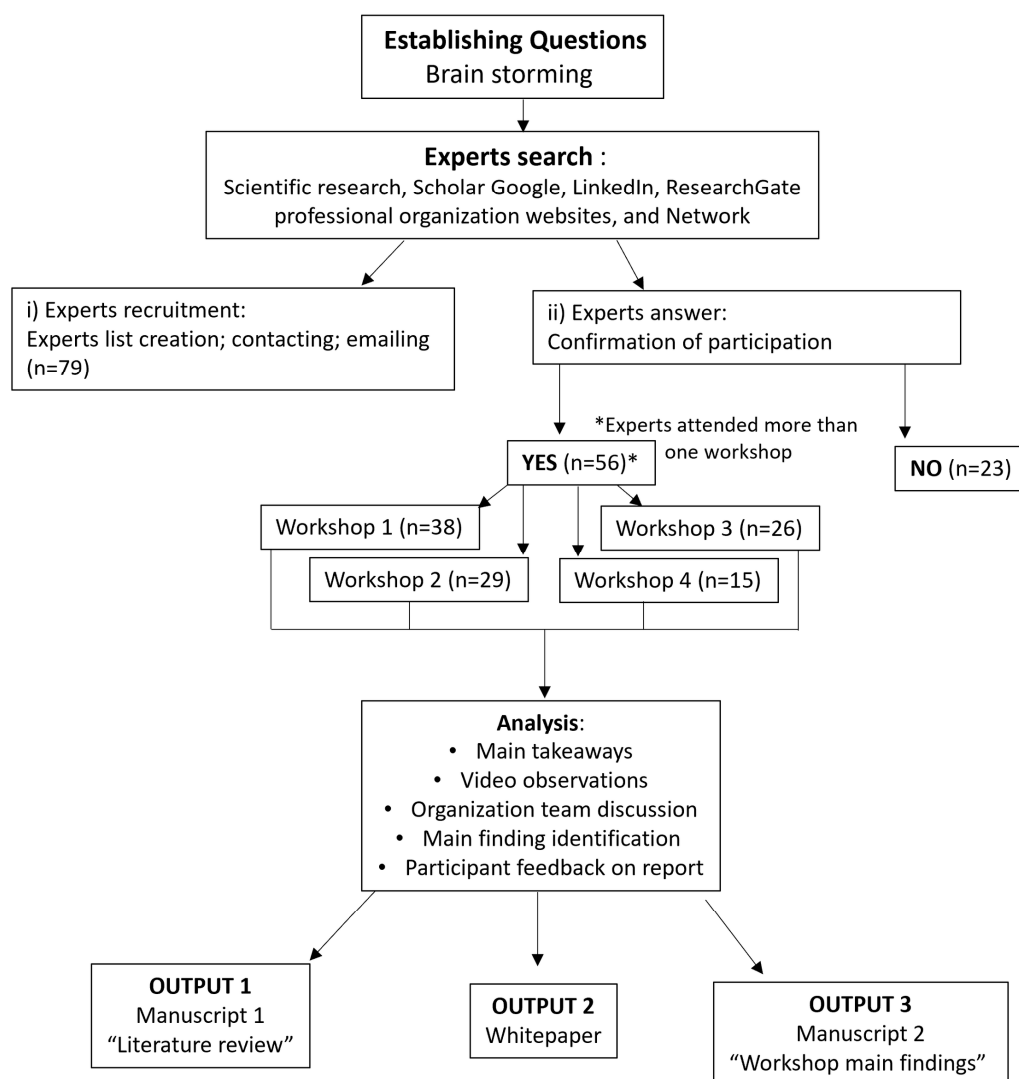 Establishing Questions
Brain storming
Experts search :
Scientific research, Scholar Google, LinkedIn, ResearchGate
professional organization websites, and Network
i) Experts recruitment:
Experts list creation; contacting; emailing
(n=79)
ii) Experts answer:
Confirmation of participation
*Experts attended more than
one workshop
YES (n=56)*
NO (n=23)
Workshop 1 (n=38)
Workshop 3 (n=26)
Workshop 2 (n=29)
Workshop 4 (n=15)
Analysis:
• Main takeaways
• Video observations
• Organization team discussion
• Main finding identification
• Participant feedback on report
OUTPUT 1
Manuscript 1
“Literature review”
OUTPUT 2
Whitepaper
OUTPUT 3
Manuscript 2
“Workshop main findings”